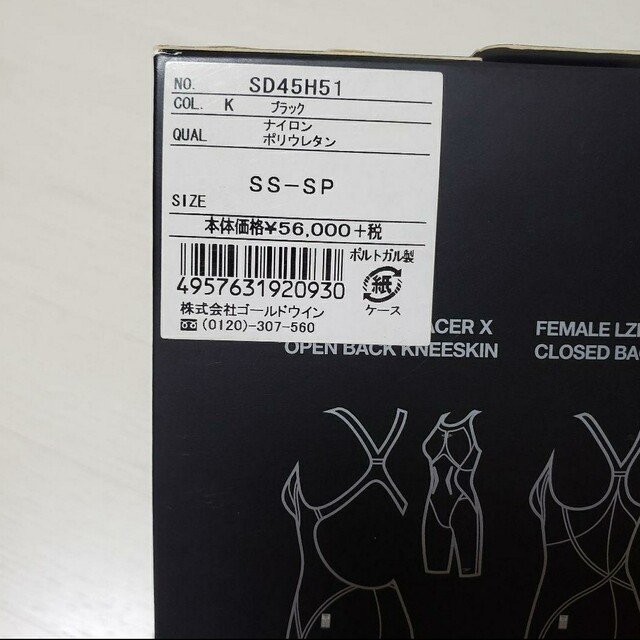 NO. SD45H51
COL. K ブラック
QUAL ナイロン
ポリウレタン
SIZE SS-SP
本体価格¥56,000+税
ポルトガル製
4957631920930
紙
ケース
株式会社ゴールドウイン
(0120)-307-560
ACER X
OPEN BACK KNEESKIN
FEMALE LZ
CLOSED BA